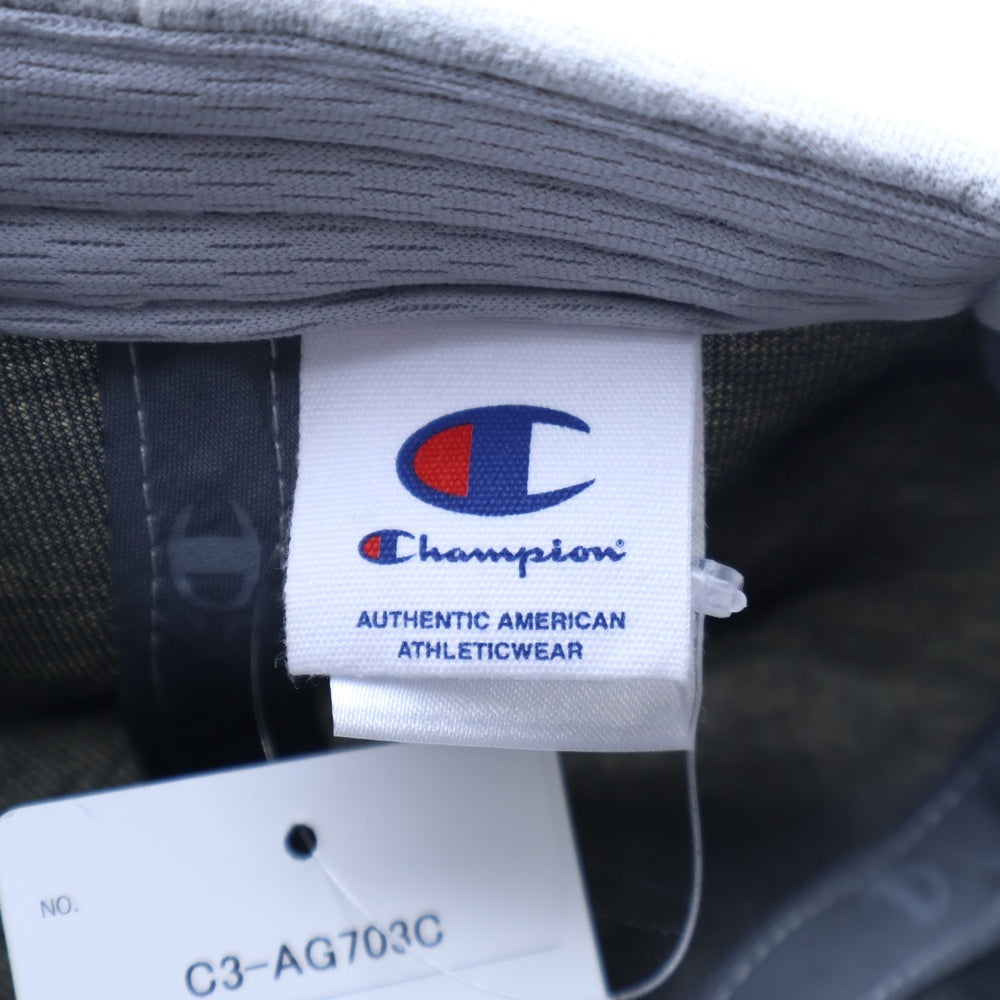 Champion
AUTHENTIC AMERICAN
ATHLETICWEAR
NO.
C3-AG703C